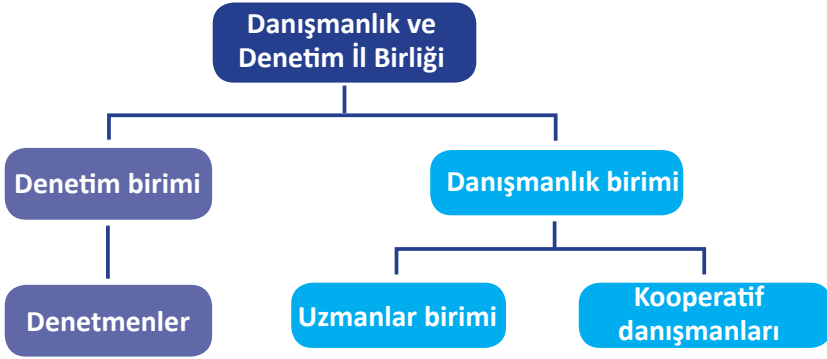 Danışmanlık ve
Denetim İl Birliği
Denetim birimi
Danışmanlık birimi
Denetmenler
Uzmanlar birimi
Kooperatif
danışmanları